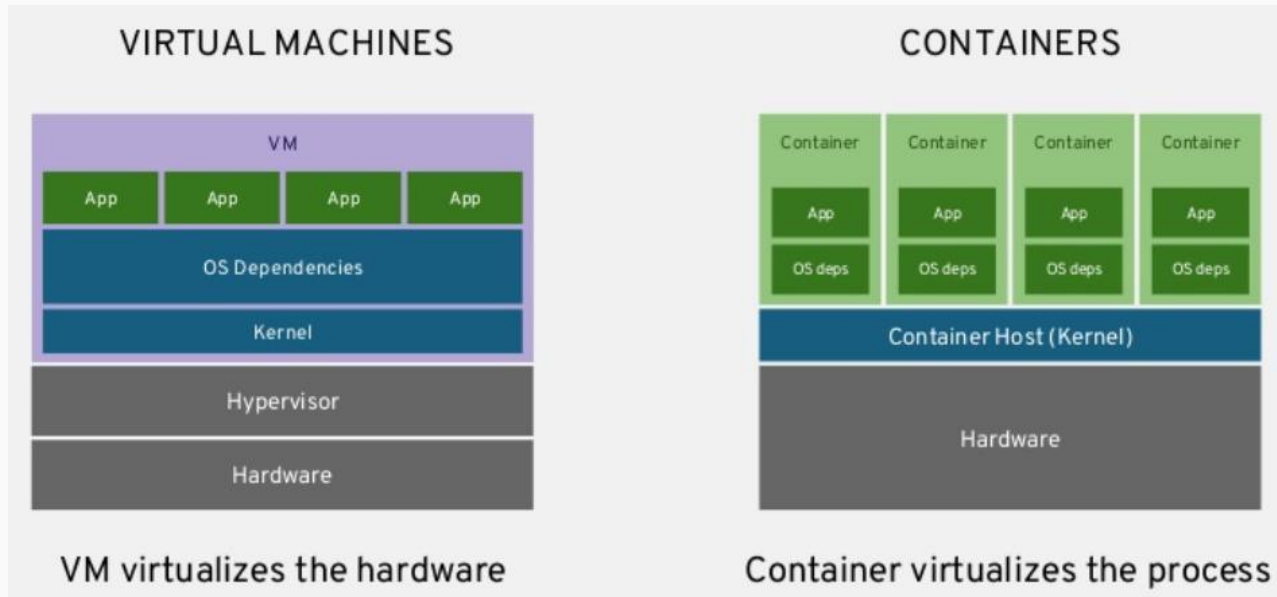 VIRTUAL MACHINES
VM
App App App App
OS Dependencies
Kernel
Hypervisor
Hardware
VM virtualizes the hardware
CONTAINERS
Container Container Container Container
App App App App
OS deps OS deps OS deps OS deps
Container Host (Kernel)
Hardware
Container virtualizes the process